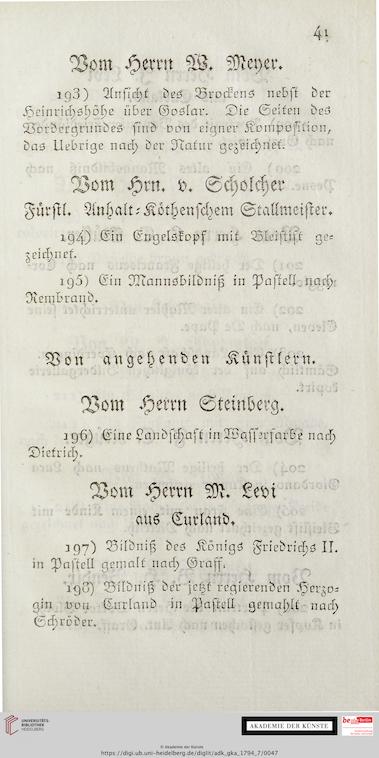 41
Vom Herrn W. Meyer.
193) Ansicht des Brockens nebst der
Heinrichshöhe über Goslar. Die Seiten des
Vordergrundes sind von eigner Komposition,
das Uebrige nach der Natur gezeichnet.
Vom Hrn. v. Scholcher
Fürstl. Anhalt-Köthenschem Stallmeister.
194) Ein Engelskopf mit Bleistift ge-
zeichnet.
195) Ein Mannsbildniß in Pastell nach
Rembrand.
Von angehenden Künstlern.
Vom Herrn Steinberg.
196) Eine Landschaft in Wasserfarbe nach
Dietrich.
Vom Herrn M. Levi
aus Curland.
197) Bildniß des Königs Friedrichs II.
in Pastell gemalt nach Graff.
198) Bildniß der jetzt regierenden Herzo-
gin von Curland in Pastell gemahlt nach
Schröder.
UNIVERSITÄTS-
BIBLIOTHEK
HEIDELBERG
AKADEMIE DER KÜNSTE
© Akademie der Künste
https://digi.ub.uni-heidelberg.de/diglit/adk_gka_1794_7/0047